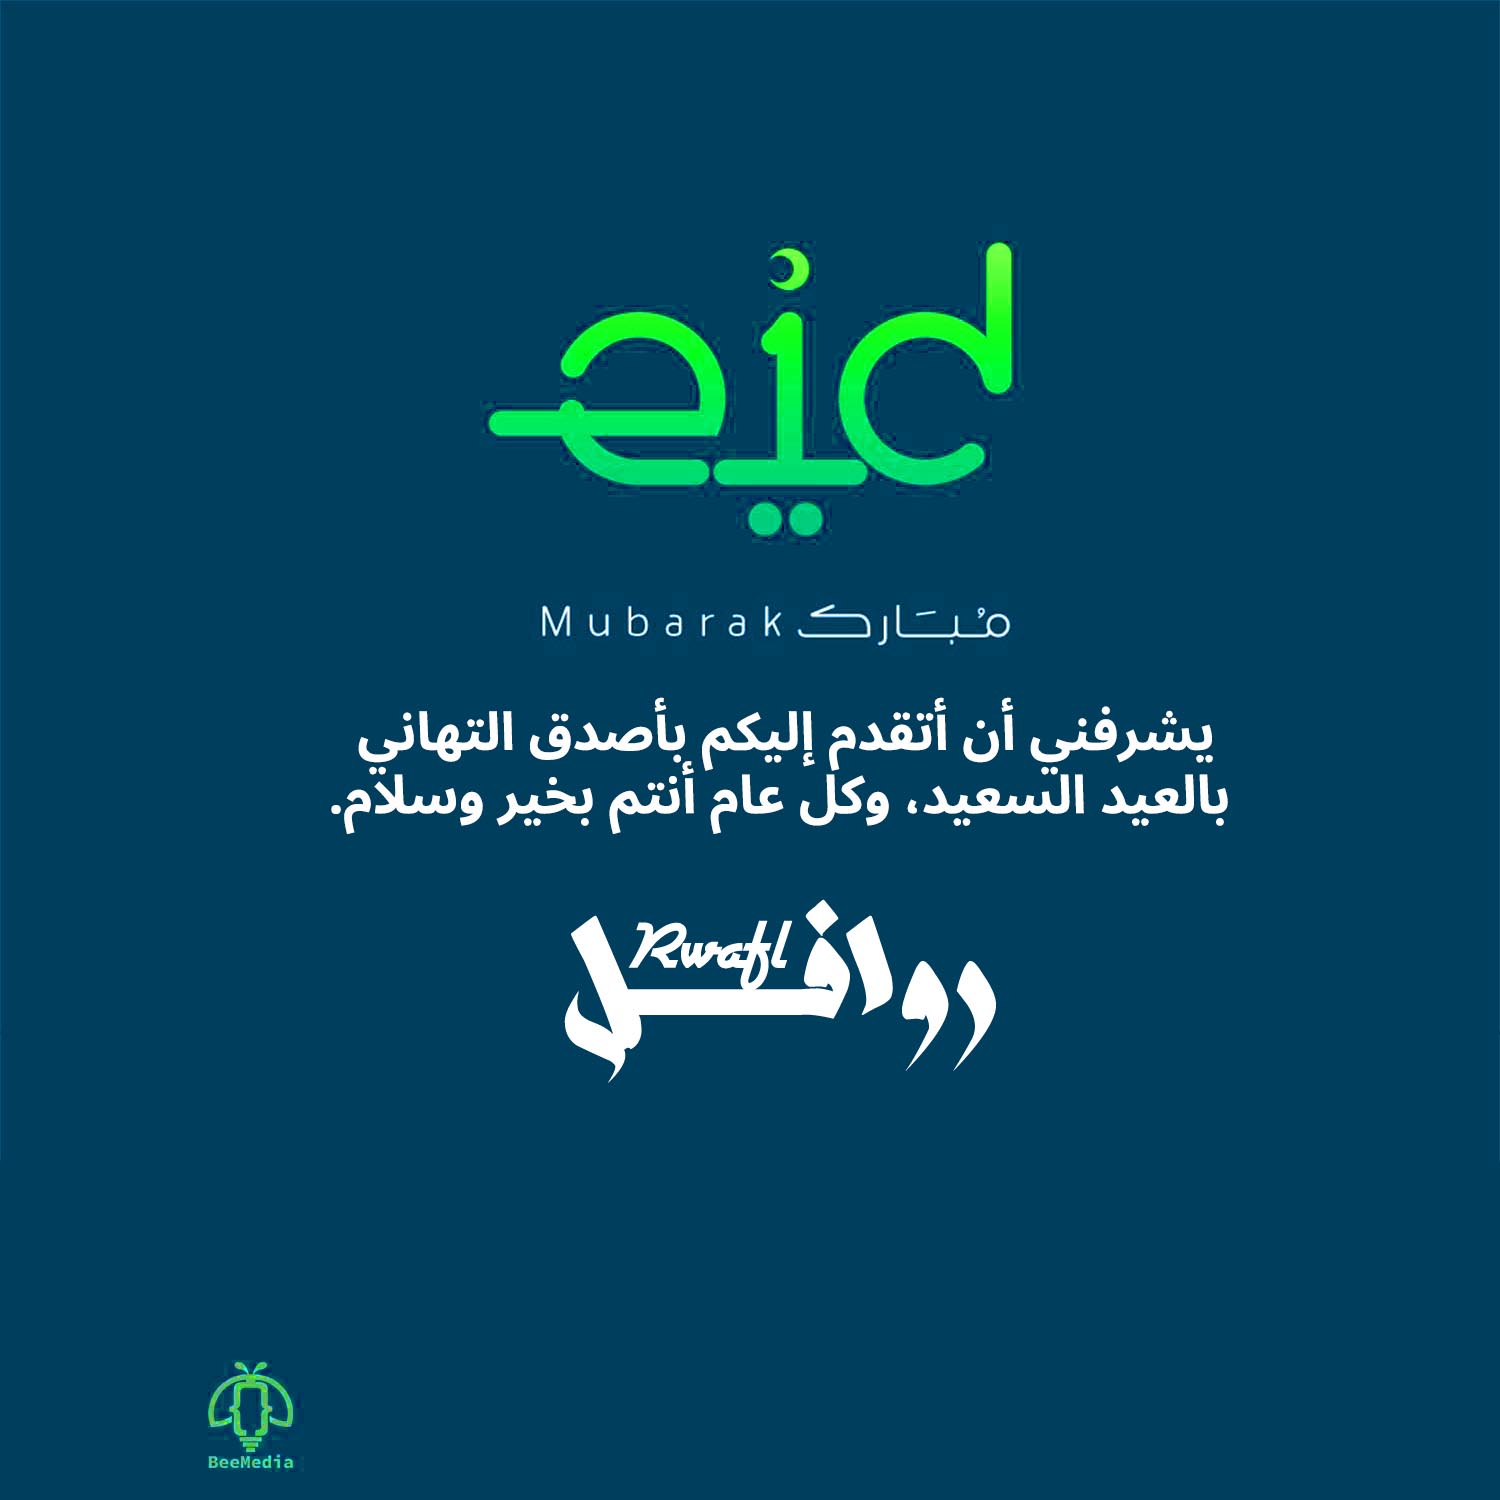 eid
Mubarak مُبَارك
يشرفني أن أتقدم إليكم بأصدق التهاني
بالعيد السعيد، وكل عام أنتم بخير وسلام.
روافل
Rwafl
BeeMedia